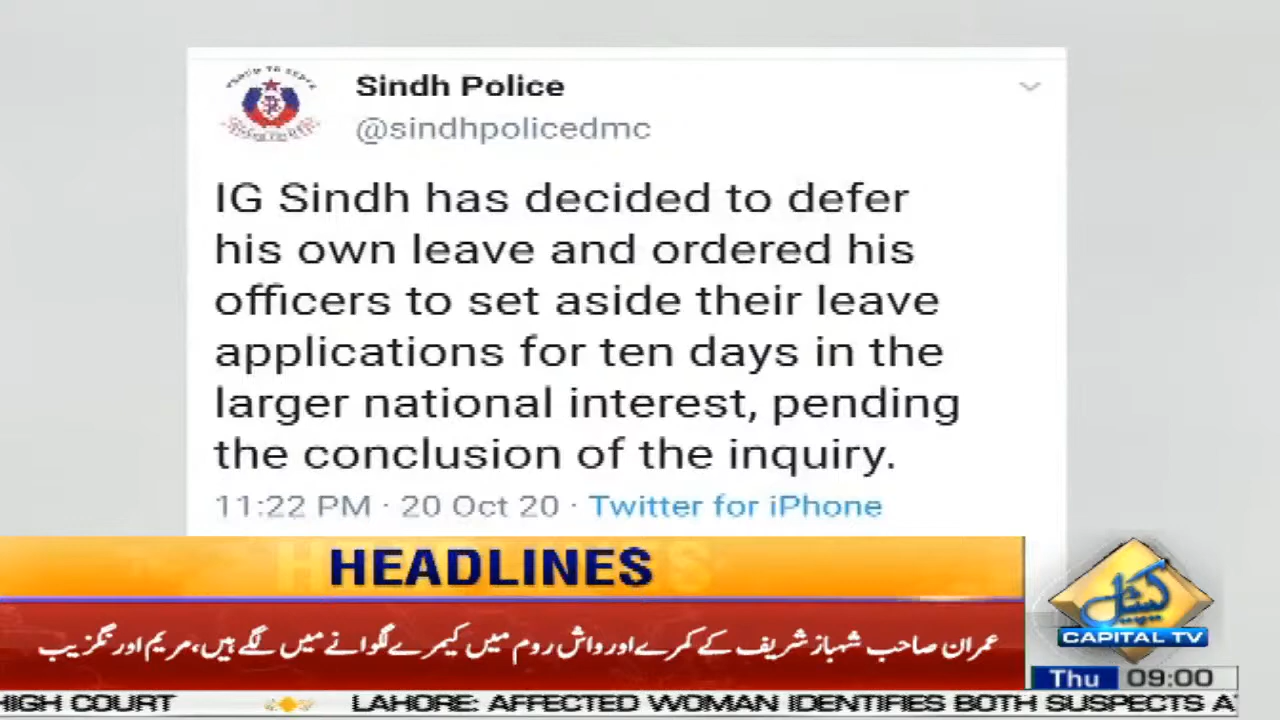 Sindh Police
@sindhpolicedmc
IG Sindh has decided to defer
his own leave and ordered his
officers to set aside their leave
applications for ten days in the
larger national interest, pending
the conclusion of the inquiry.
11:22 PM · 20 Oct 20 · Twitter for iPhone
HEADLINES
عمران صاحب شہباز شریف کے کمرے اور واش روم میں کیمرے لگوانے میں لگے ہیں، مریم اورنگزیب
کیپیٹل
CAPITAL TV
Thu 09:00
HIGH COURT LAHORE: AFFECTED WOMAN IDENTIFIES BOTH SUSPECTS A